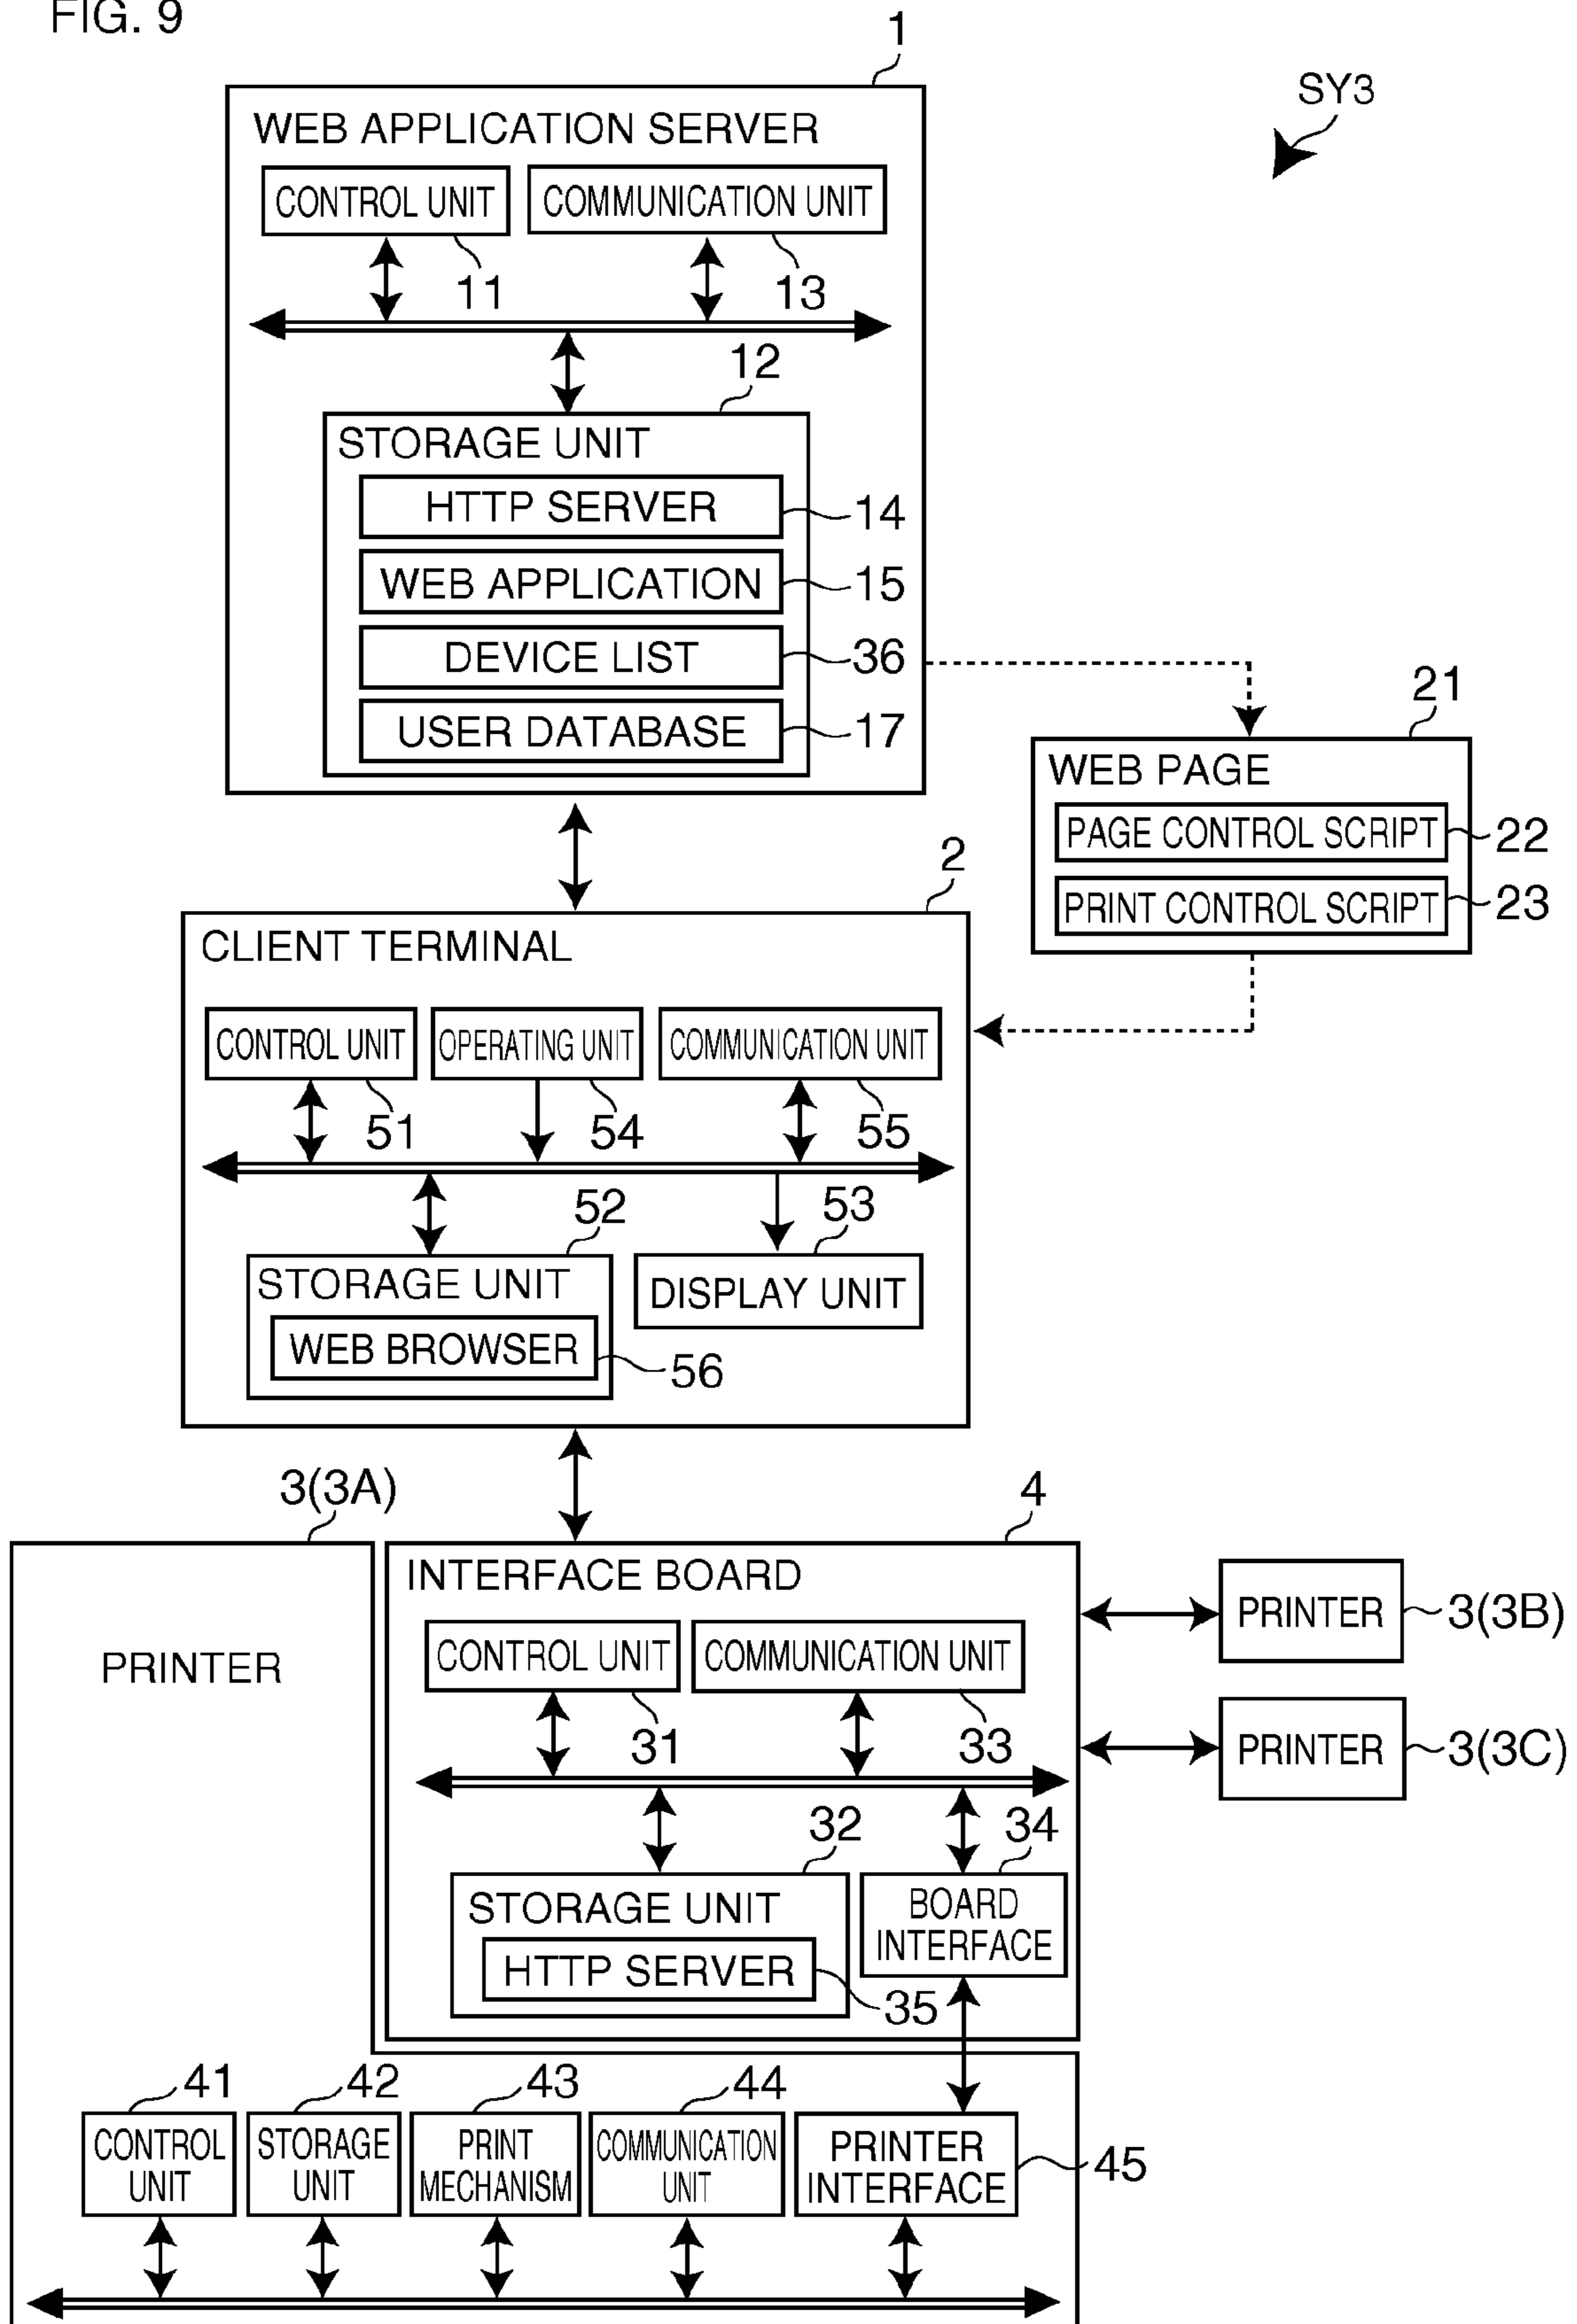 FIG. 9
1
SY3
WEB APPLICATION SERVER
CONTROL UNIT
COMMUNICATION UNIT
11
13
12
STORAGE UNIT
HTTP SERVER
14
WEB APPLICATION
15
DEVICE LIST
36
USER DATABASE
17
21
WEB PAGE
PAGE CONTROL SCRIPT
22
PRINT CONTROL SCRIPT
23
2
CLIENT TERMINAL
CONTROL UNIT
OPERATING UNIT
COMMUNICATION UNIT
51
54
55
52
53
STORAGE UNIT
WEB BROWSER
56
DISPLAY UNIT
3(3A)
4
PRINTER
INTERFACE BOARD
CONTROL UNIT
COMMUNICATION UNIT
31
33
PRINTER
3(3B)
PRINTER
3(3C)
32
34
STORAGE UNIT
HTTP SERVER
35
BOARD
INTERFACE
41
42
43
44
CONTROL
UNIT
STORAGE
UNIT
PRINT
MECHANISM
COMMUNICATION
UNIT
PRINTER
INTERFACE
45